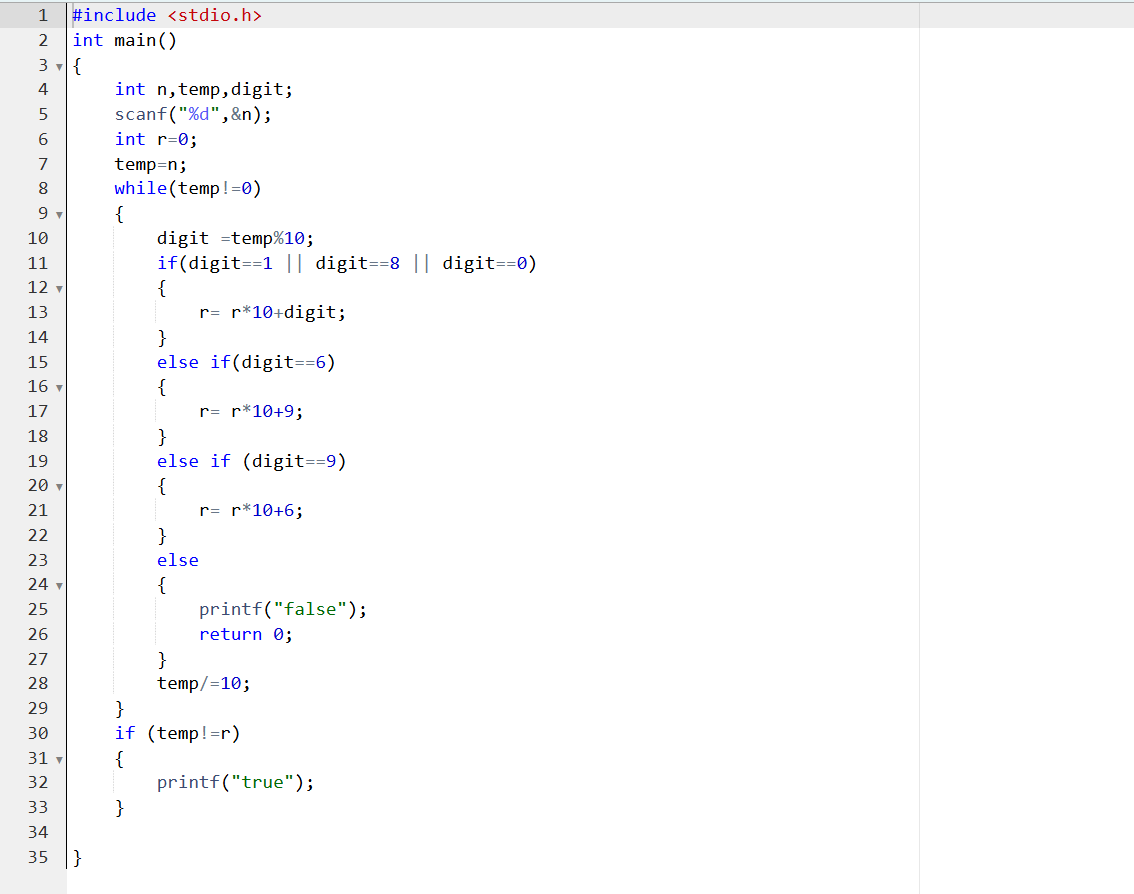 1 #include <stdio.h>
2 int main()
3 {
4     int n,temp,digit;
5     scanf("%d",&n);
6     int r=0;
7     temp=n;
8     while(temp!=0)
9     {
10         digit =temp%10;
11         if(digit==1 || digit==8 || digit==0)
12         {
13             r= r*10+digit;
14         }
15         else if(digit==6)
16         {
17             r= r*10+9;
18         }
19         else if (digit==9)
20         {
21             r= r*10+6;
22         }
23         else
24         {
25             printf("false");
26             return 0;
27         }
28         temp/=10;
29     }
30     if (temp!=r)
31     {
32         printf("true");
33     }
34
35 }